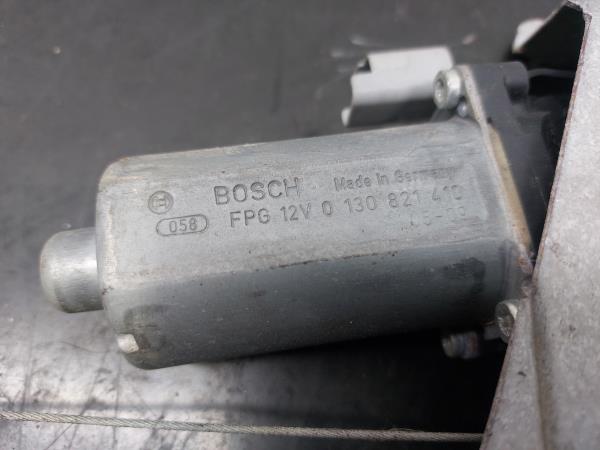 BOSCH Made in Germany
058 FPG 12V 0 130 821 410